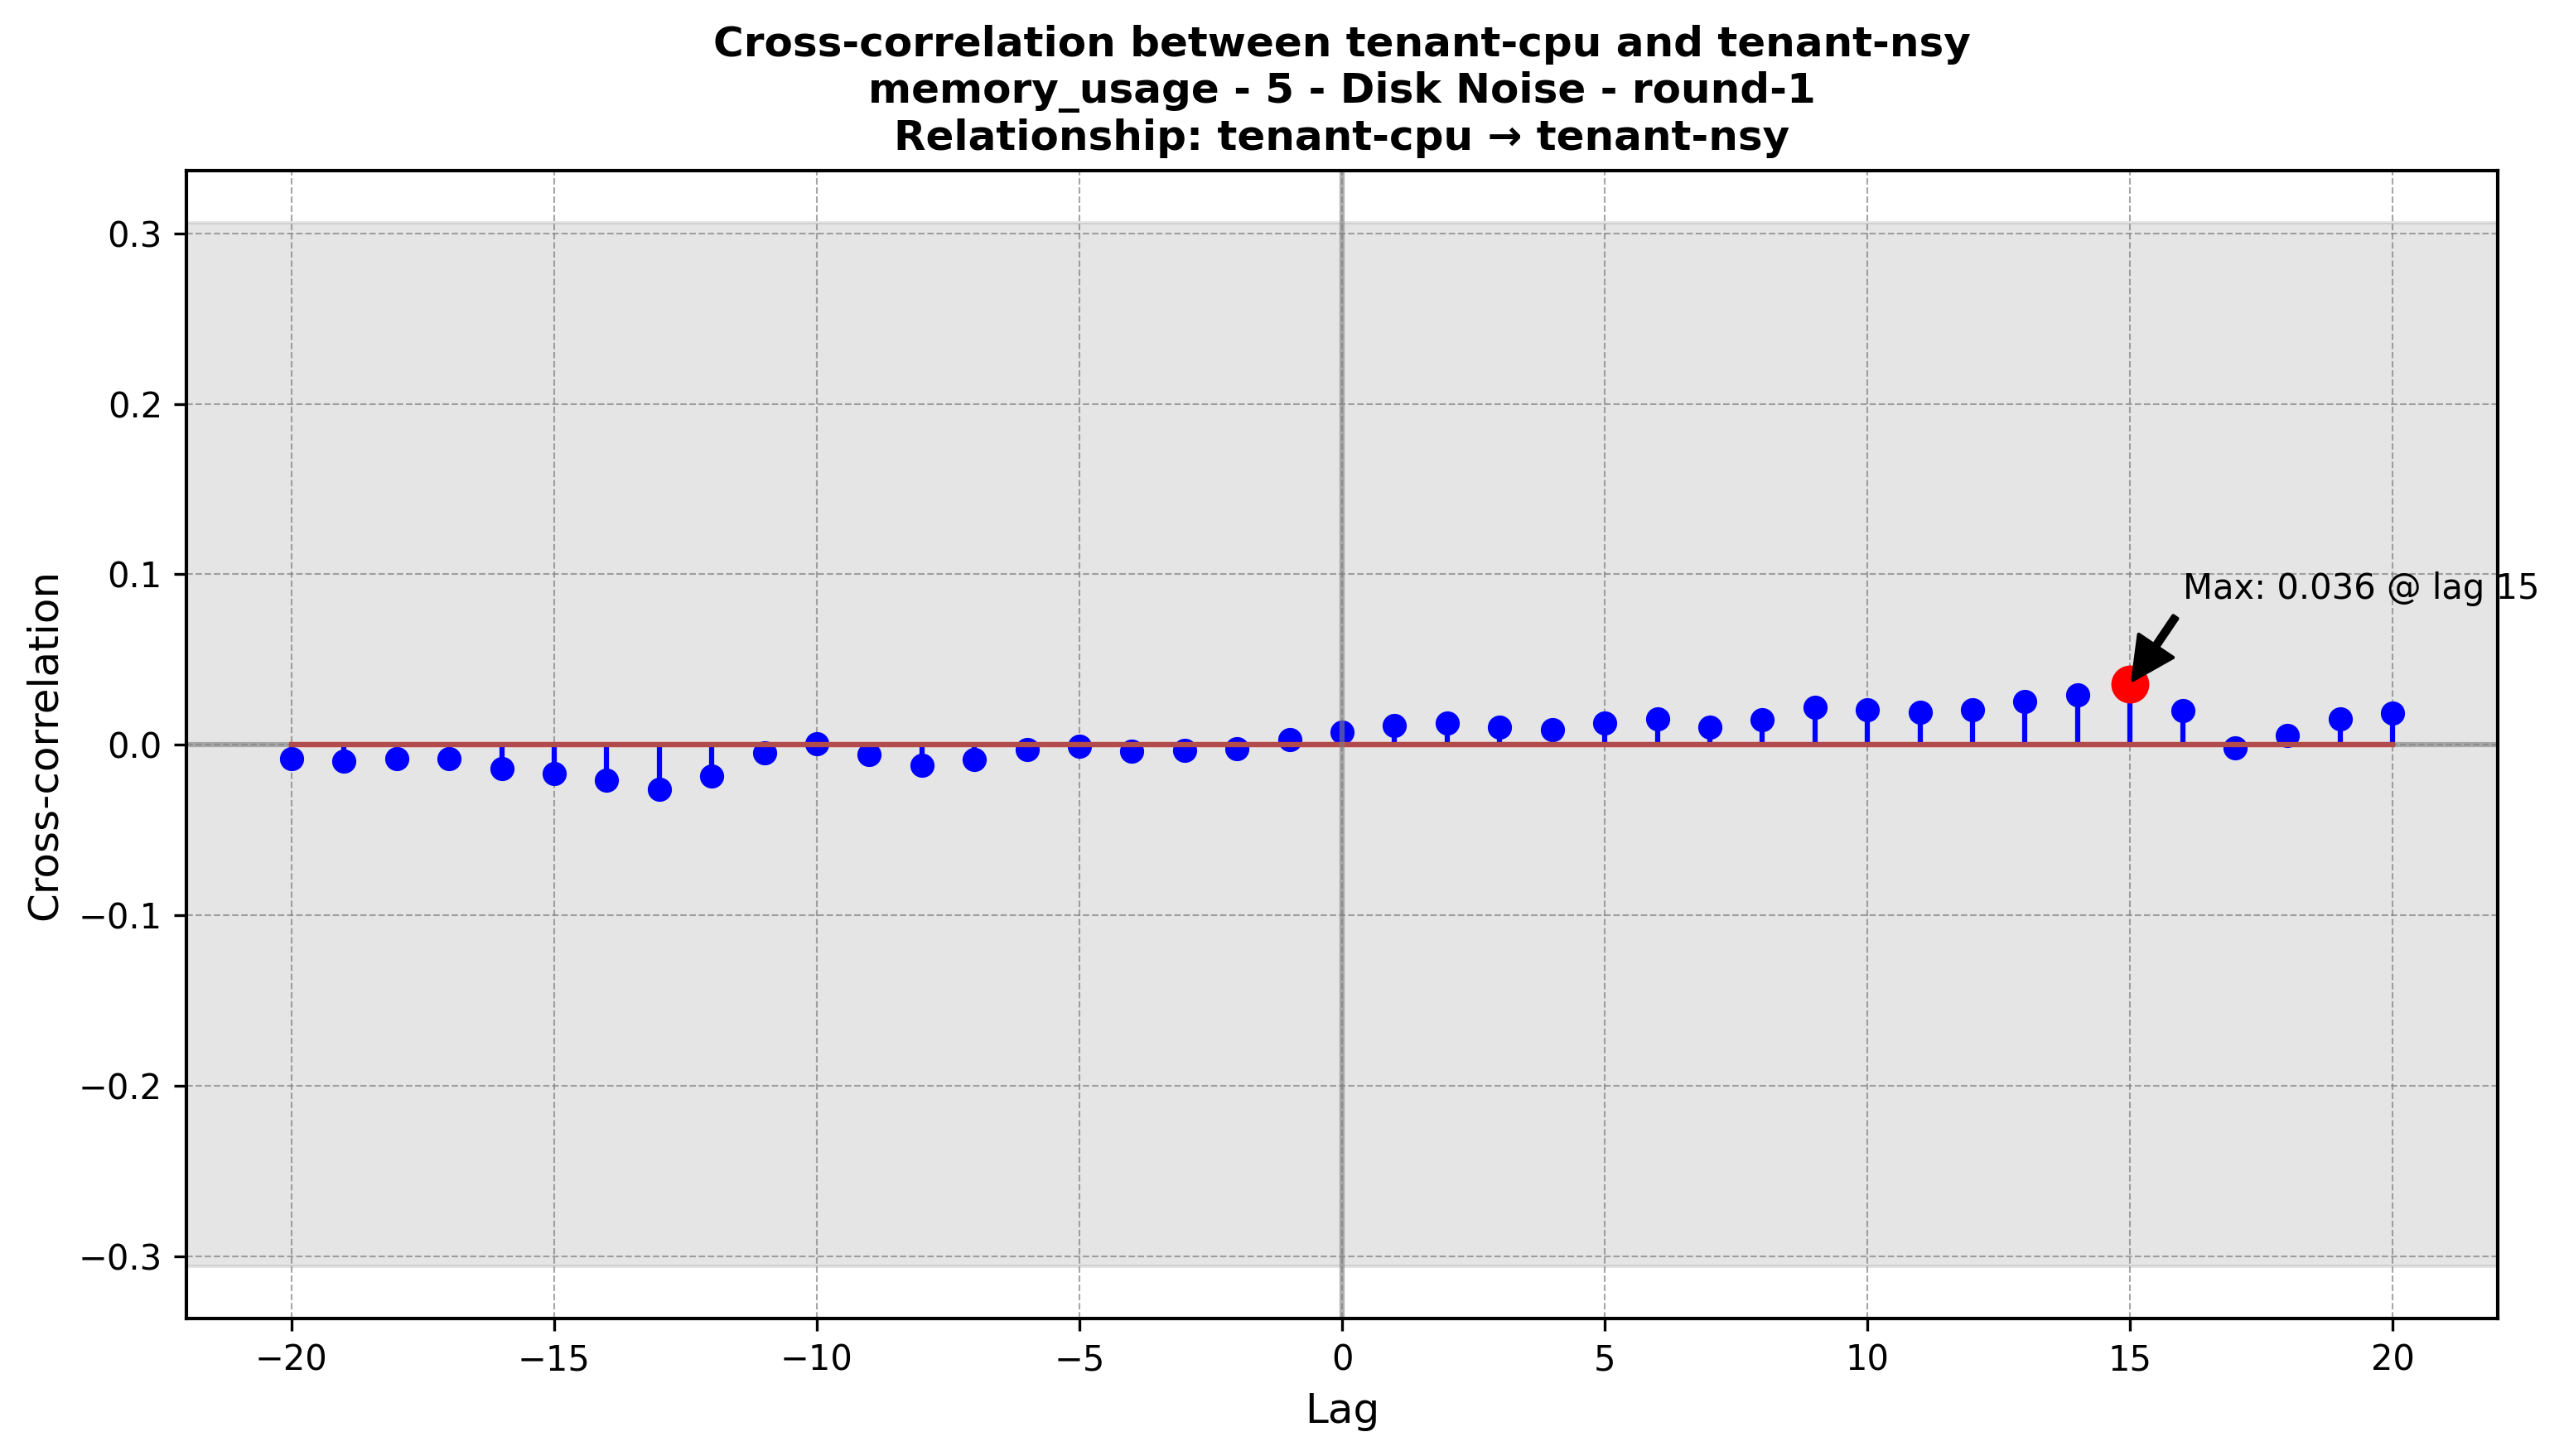 Cross-correlation between tenant-cpu and tenant-nsy
memory_usage - 5 - Disk Noise - round-1
Relationship: tenant-cpu → tenant-nsy
Cross-correlation
0.3
0.2
0.1
0.0
−0.1
−0.2
−0.3
Max: 0.036 @ lag 15
−20 −15 −10 −5 0 5 10 15 20
Lag